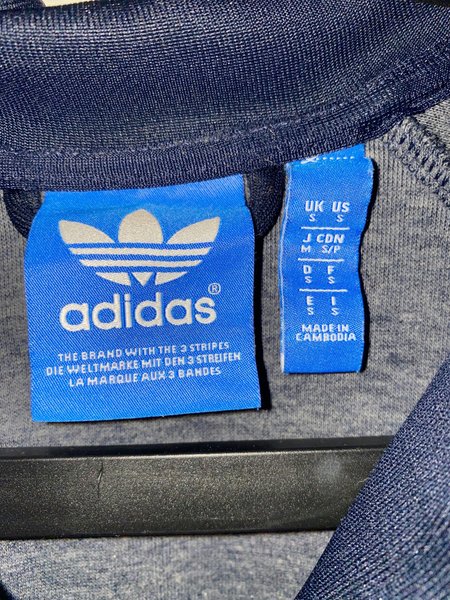 adidas®
THE BRAND WITH THE 3 STRIPES
DIE WELTMARKE MIT DEN 3 STREIFEN
LA MARQUE AUX 3 BANDES
UK US
S S
J CDN
M S/P
D F
S S
E I
S S
MADE IN
CAMBODIA